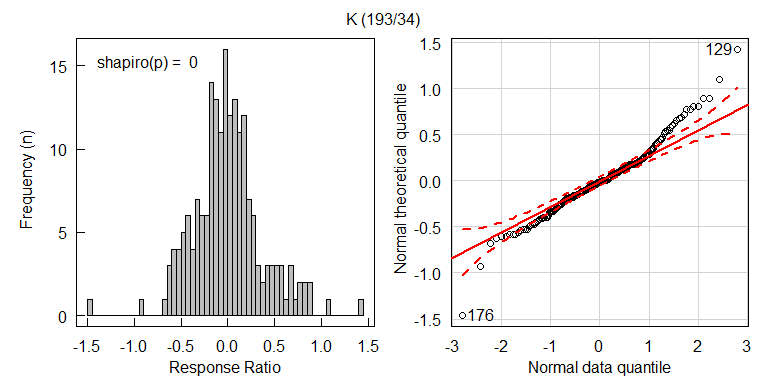 K (193/34)
shapiro(p) = 0
Frequency (n)
15
10
5
0
-1.5 -1.0 -0.5 0.0 0.5 1.0 1.5
Response Ratio
Normal theoretical quantile
1.5
1.0
0.5
0.0
-0.5
-1.0
-1.5
129
176
-3 -2 -1 0 1 2 3
Normal data quantile